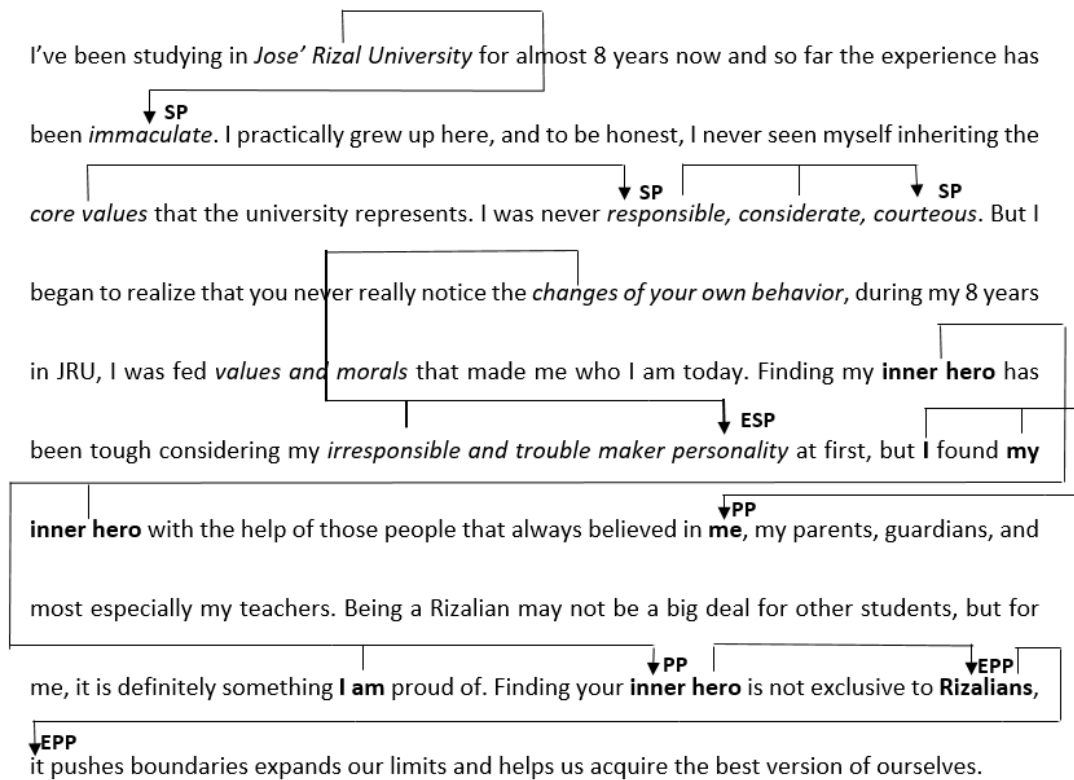 I've been studying in Jose' Rizal University for almost 8 years now and so far the experience has
SP
been immaculate. I practically grew up here, and to be honest, I never seen myself inheriting the
SP SP
core values that the university represents. I was never responsible, considerate, courteous. But I
began to realize that you never really notice the changes of your own behavior, during my 8 years
in JRU, I was fed values and morals that made me who I am today. Finding my inner hero has
ESP
been tough considering my irresponsible and trouble maker personality at first, but I found my
PP
inner hero with the help of those people that always believed in me, my parents, guardians, and
most especially my teachers. Being a Rizalian may not be a big deal for other students, but for
PP EPP
me, it is definitely something I am proud of. Finding your inner hero is not exclusive to Rizalians,
EPP
it pushes boundaries expands our limits and helps us acquire the best version of ourselves.